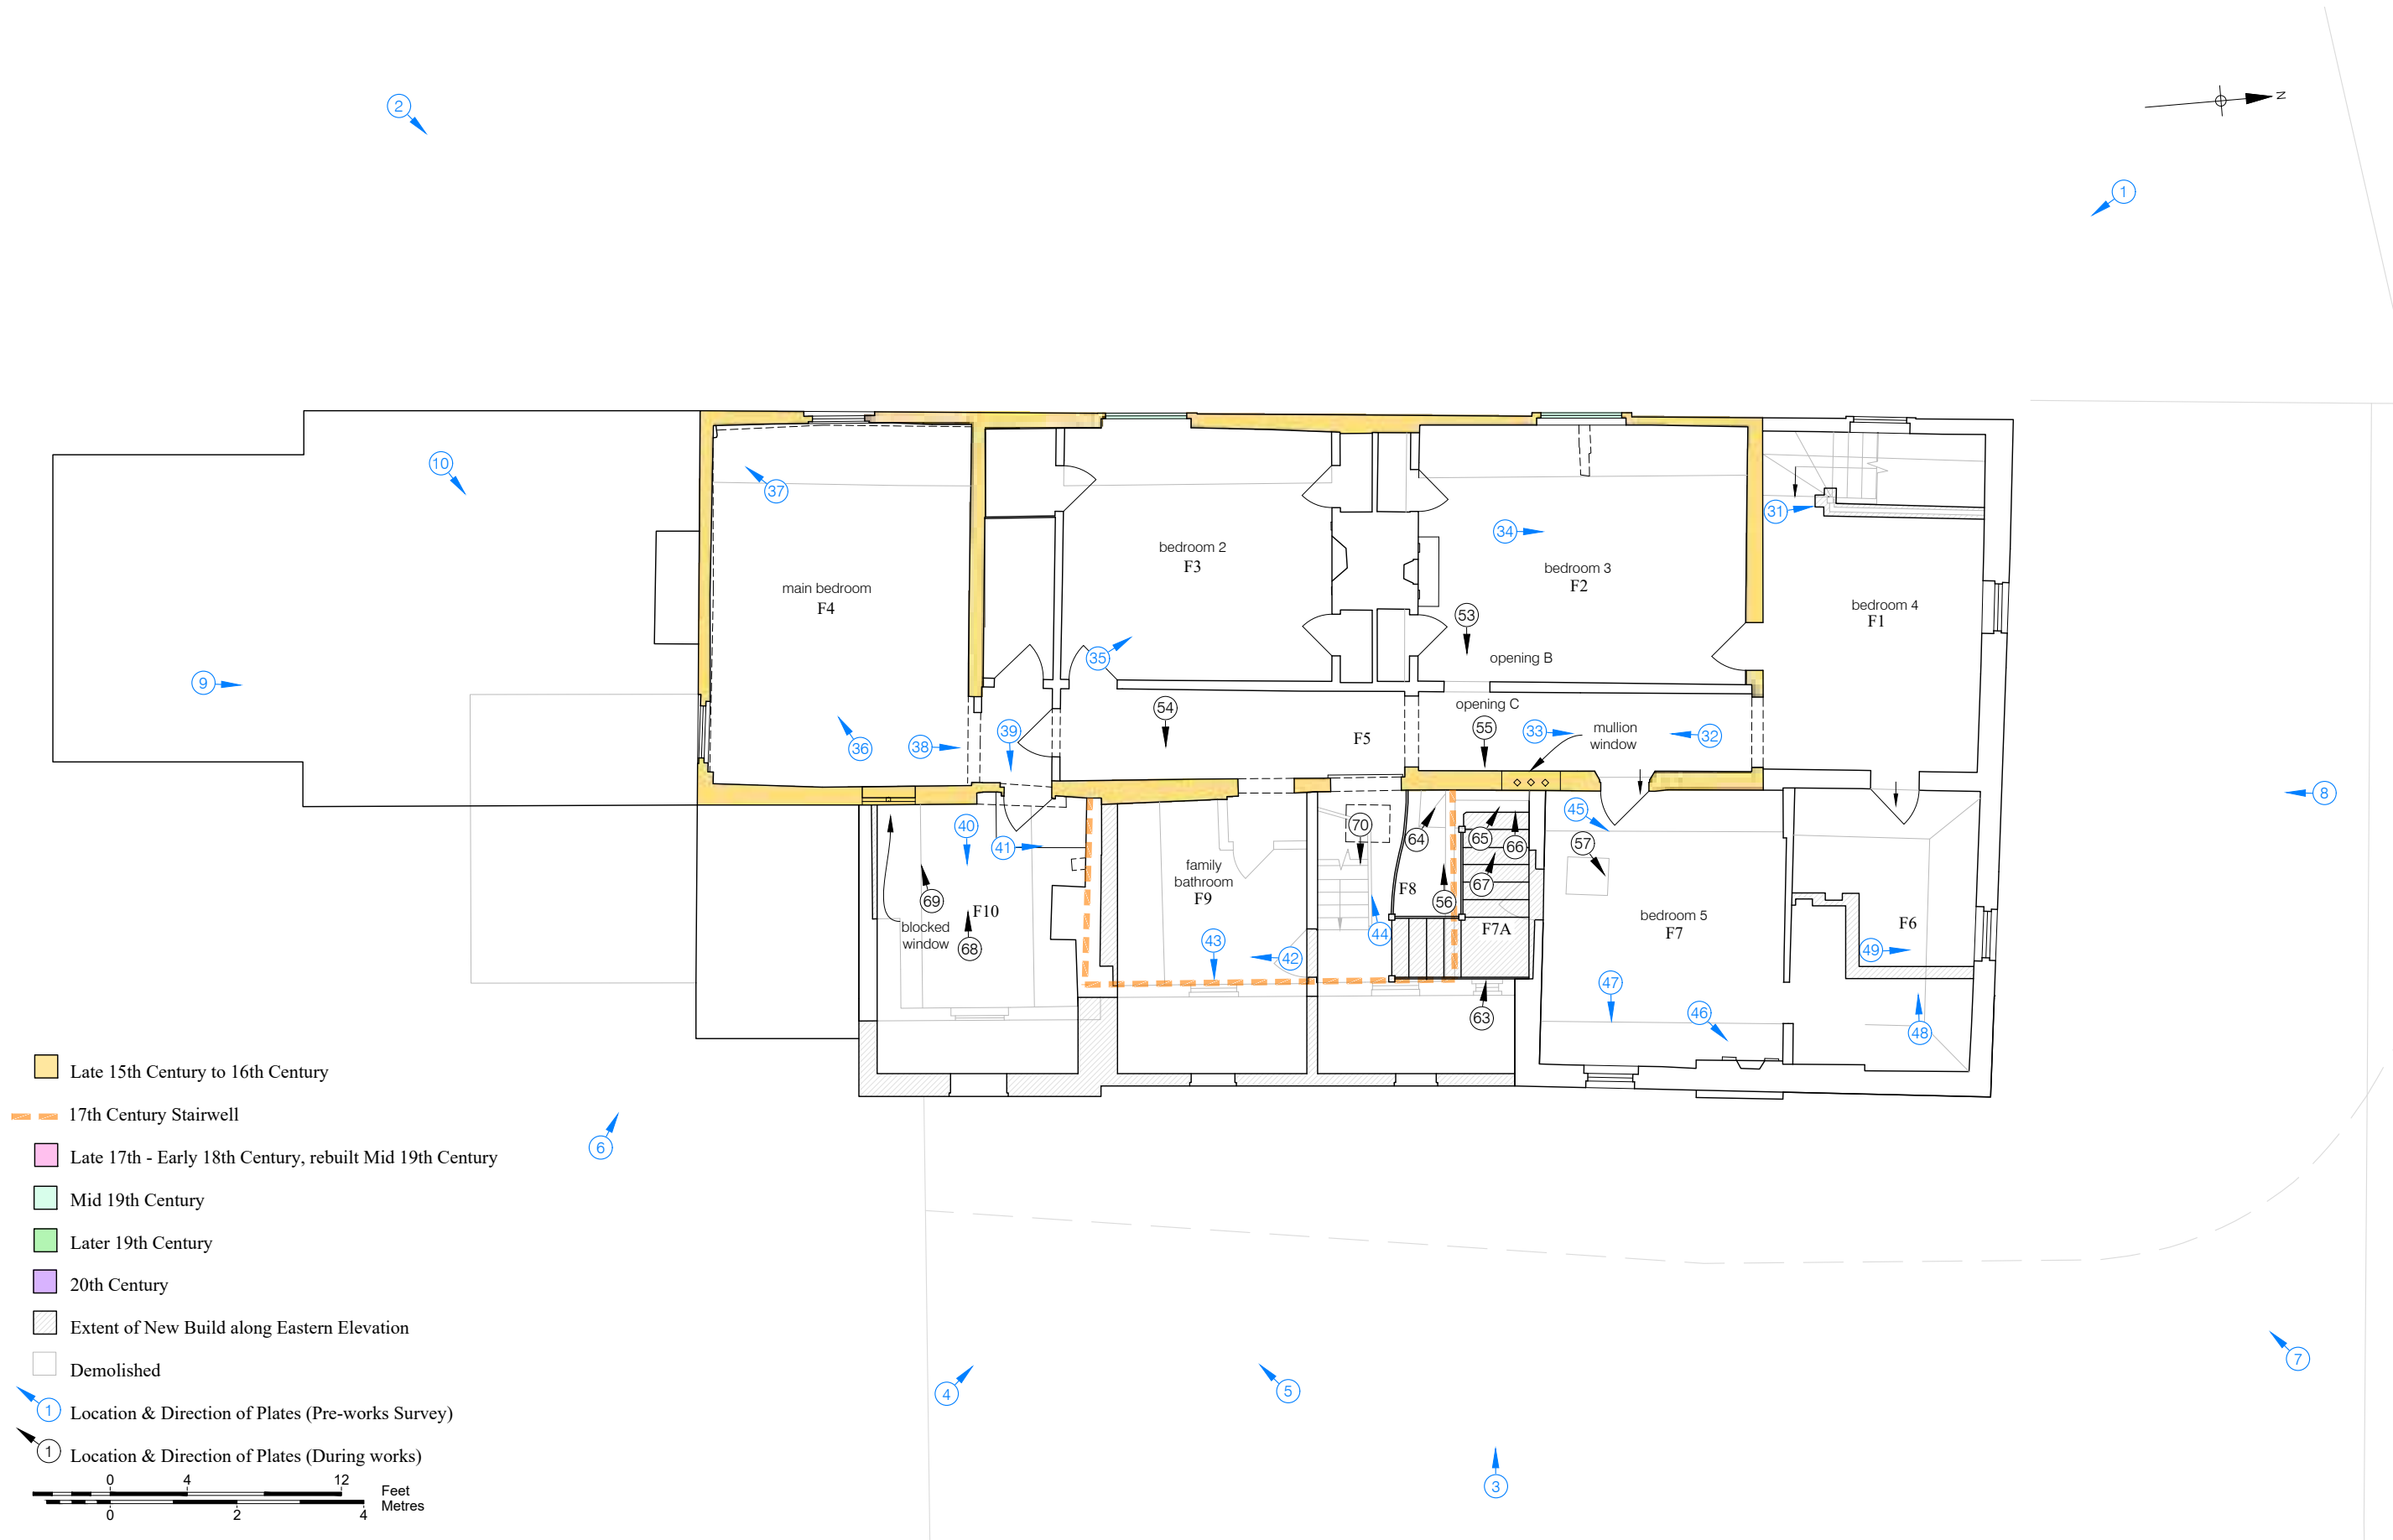 2
N
1
10
37
31
34
bedroom 2
F3
bedroom 3
F2
main bedroom
F4
bedroom 4
F1
53
35
opening B
9
opening C
54
39
55
33
mullion
window
32
36
38
F5
8
45
40
70
64
65
66
41
57
family
bathroom
F9
67
F8
69
56
F10
blocked
window
bedroom 5
F7
F6
68
43
44
F7A
42
49
47
63
46
48
Late 15th Century to 16th Century
17th Century Stairwell
6
Late 17th - Early 18th Century, rebuilt Mid 19th Century
Mid 19th Century
Later 19th Century
20th Century
Extent of New Build along Eastern Elevation
Demolished
7
4
5
1 Location & Direction of Plates (Pre-works Survey)
1 Location & Direction of Plates (During works)
3
0 4 12
Feet
Metres
0 2 4